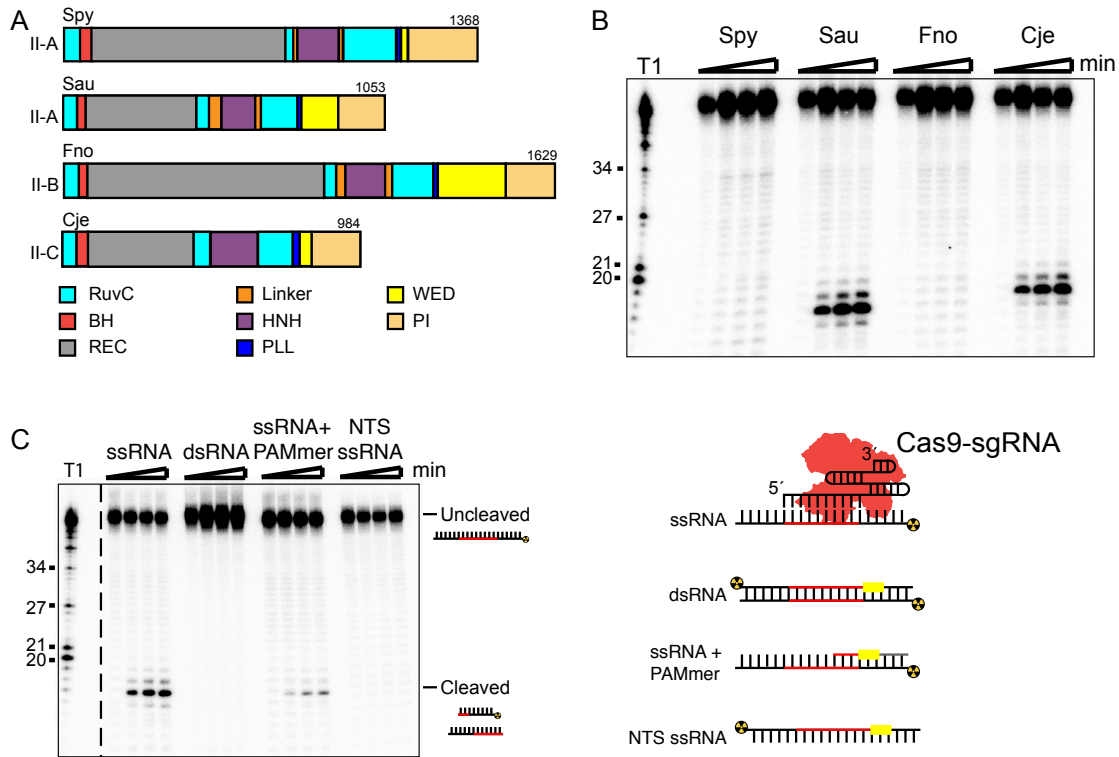 A
Spy
1368
II-A
Sau
1053
II-A
Fno
1629
II-B
Cje
984
II-C
RuvC Linker WED
BH HNH PI
REC PLL
B
Spy Sau Fno Cje
T1 min
34
27
21
20
C
ssRNA dsRNA ssRNA+ PAMmer NTS ssRNA
T1 min
Uncleaved
34
27
21
20
Cleaved
Cas9-sgRNA
3´
5´
ssRNA
dsRNA
ssRNA +
PAMmer
NTS ssRNA